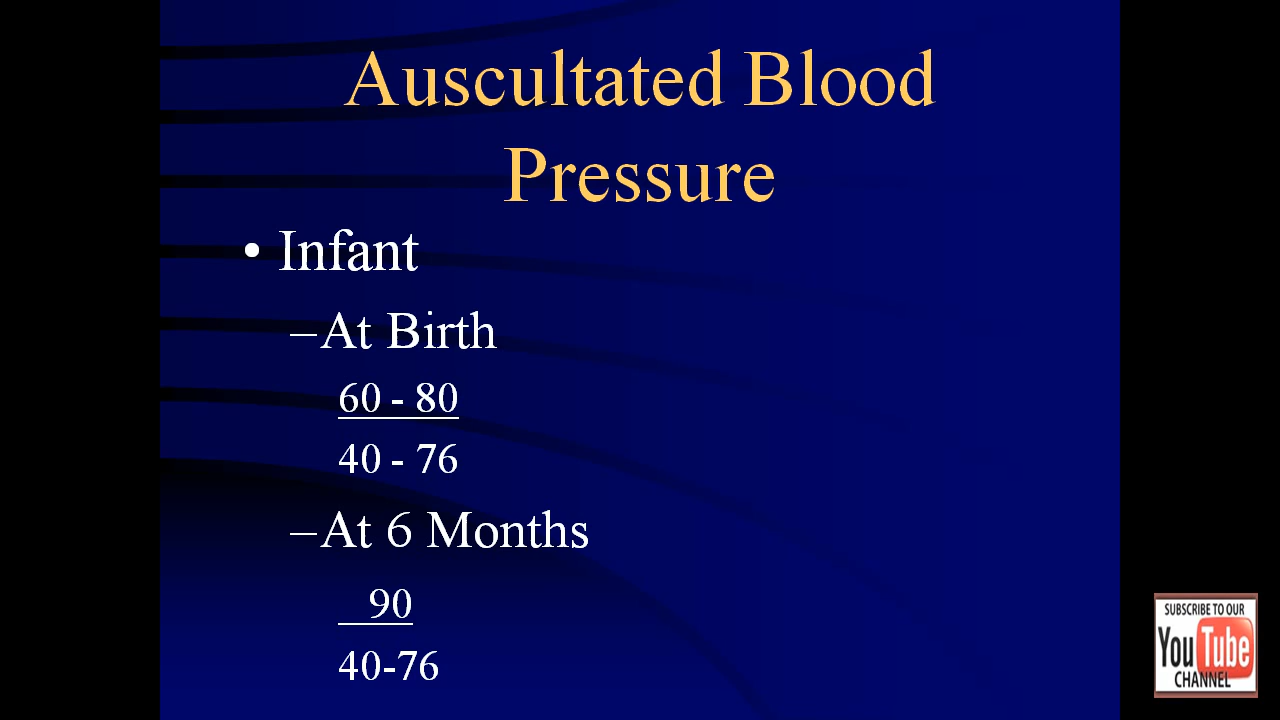 Auscultated Blood
Pressure
• Infant
–At Birth
60 - 80
40 - 76
–At 6 Months
90
40-76
SUBSCRIBE TO OUR
YouTube
CHANNEL